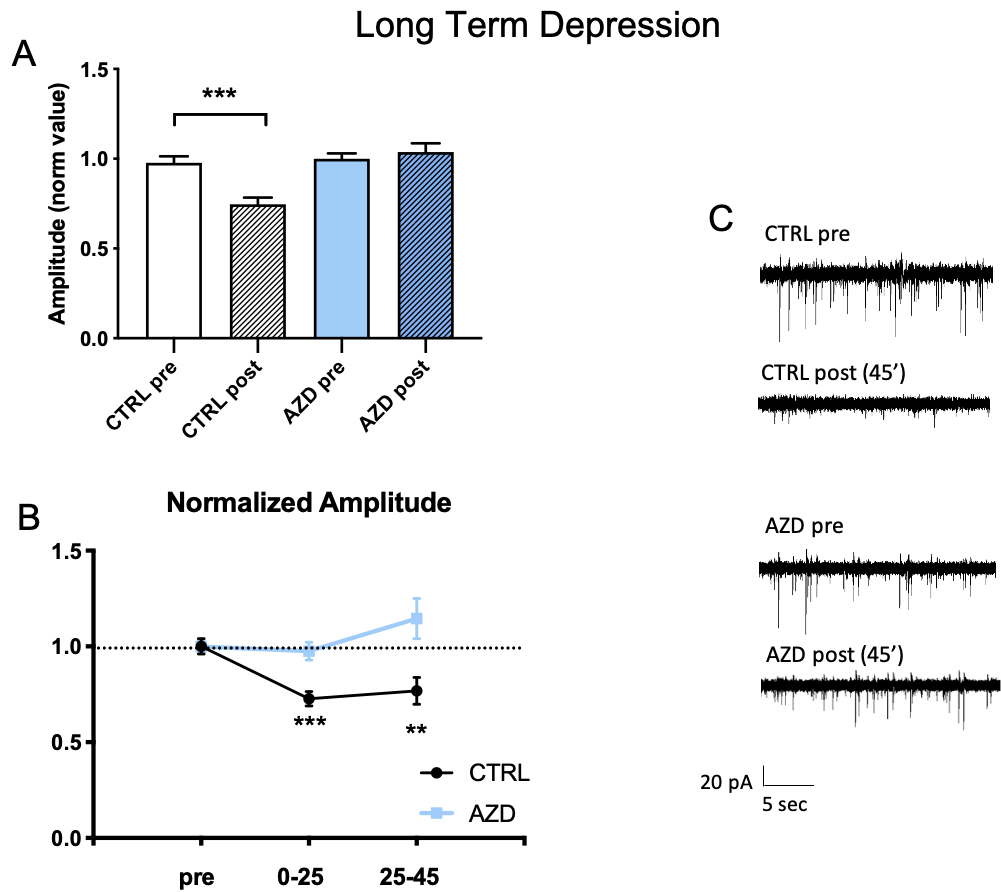 Long Term Depression
A
Amplitude (norm value)
1.5
1.0
0.5
0.0
***
CTRL pre
CTRL post
AZD pre
AZD post
B
Normalized Amplitude
1.5
1.0
0.5
0.0
***
**
CTRL
AZD
pre
0-25
25-45
C
CTRL pre
CTRL post (45’)
AZD pre
AZD post (45’)
20 pA
5 sec